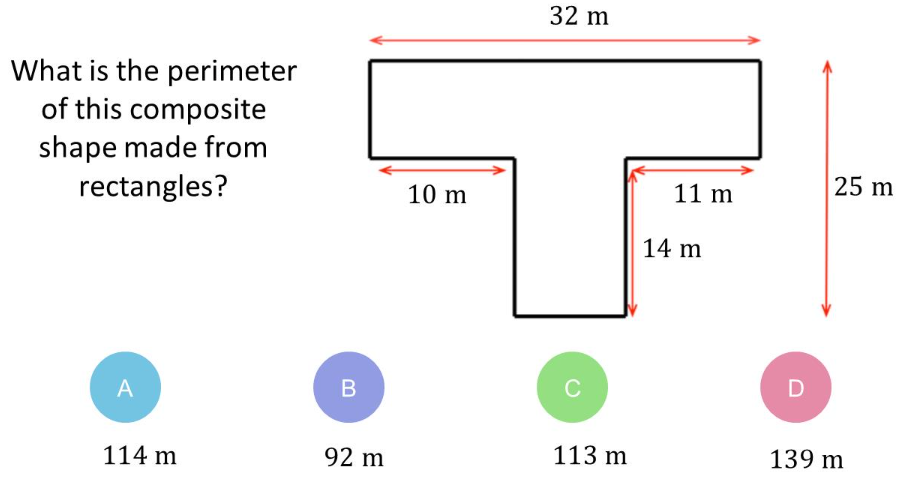 32 m
What is the perimeter
of this composite
shape made from
rectangles?
10 m
11 m
25 m
14 m
A
B
C
D
114 m
92 m
113 m
139 m